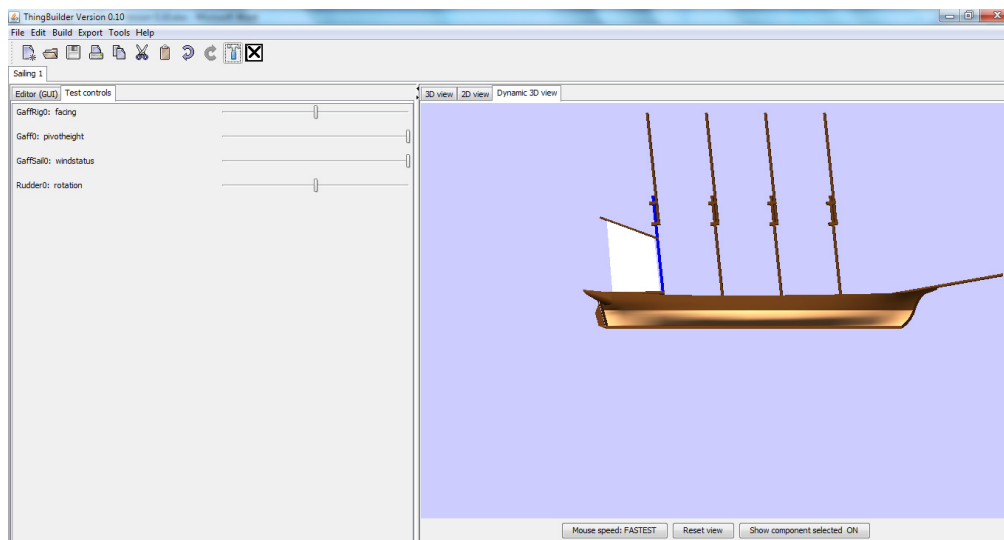 ThingBuilder Version 0.10
File Edit Build Export Tools Help
Sailing 1
Editor (GUI) Test controls
3D view 2D view Dynamic 3D view
GaffRig0: facing
Gaff0: pivotheight
GaffSail0: windstatus
Rudder0: rotation
Mouse speed: FASTEST Reset view Show component selected ON